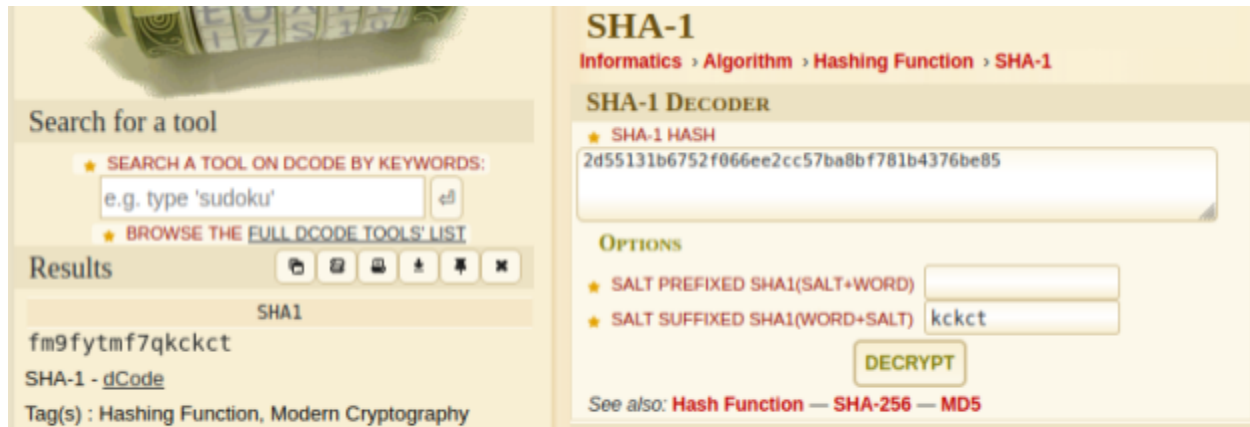 Search for a tool
SEARCH A TOOL ON DCODE BY KEYWORDS:
e.g. type 'sudoku'
BROWSE THE FULL DCODE TOOLS' LIST
Results
SHA1
fm9fytmf7qkckct
SHA-1 - dCode
Tag(s) : Hashing Function, Modern Cryptography
SHA-1
Informatics › Algorithm › Hashing Function › SHA-1
SHA-1 DECODER
SHA-1 HASH
2d55131b6752f066ee2cc57ba8bf781b4376be85
OPTIONS
SALT PREFIXED SHA1(SALT+WORD)
SALT SUFFIXED SHA1(WORD+SALT) kckct
DECRYPT
See also: Hash Function — SHA-256 — MD5